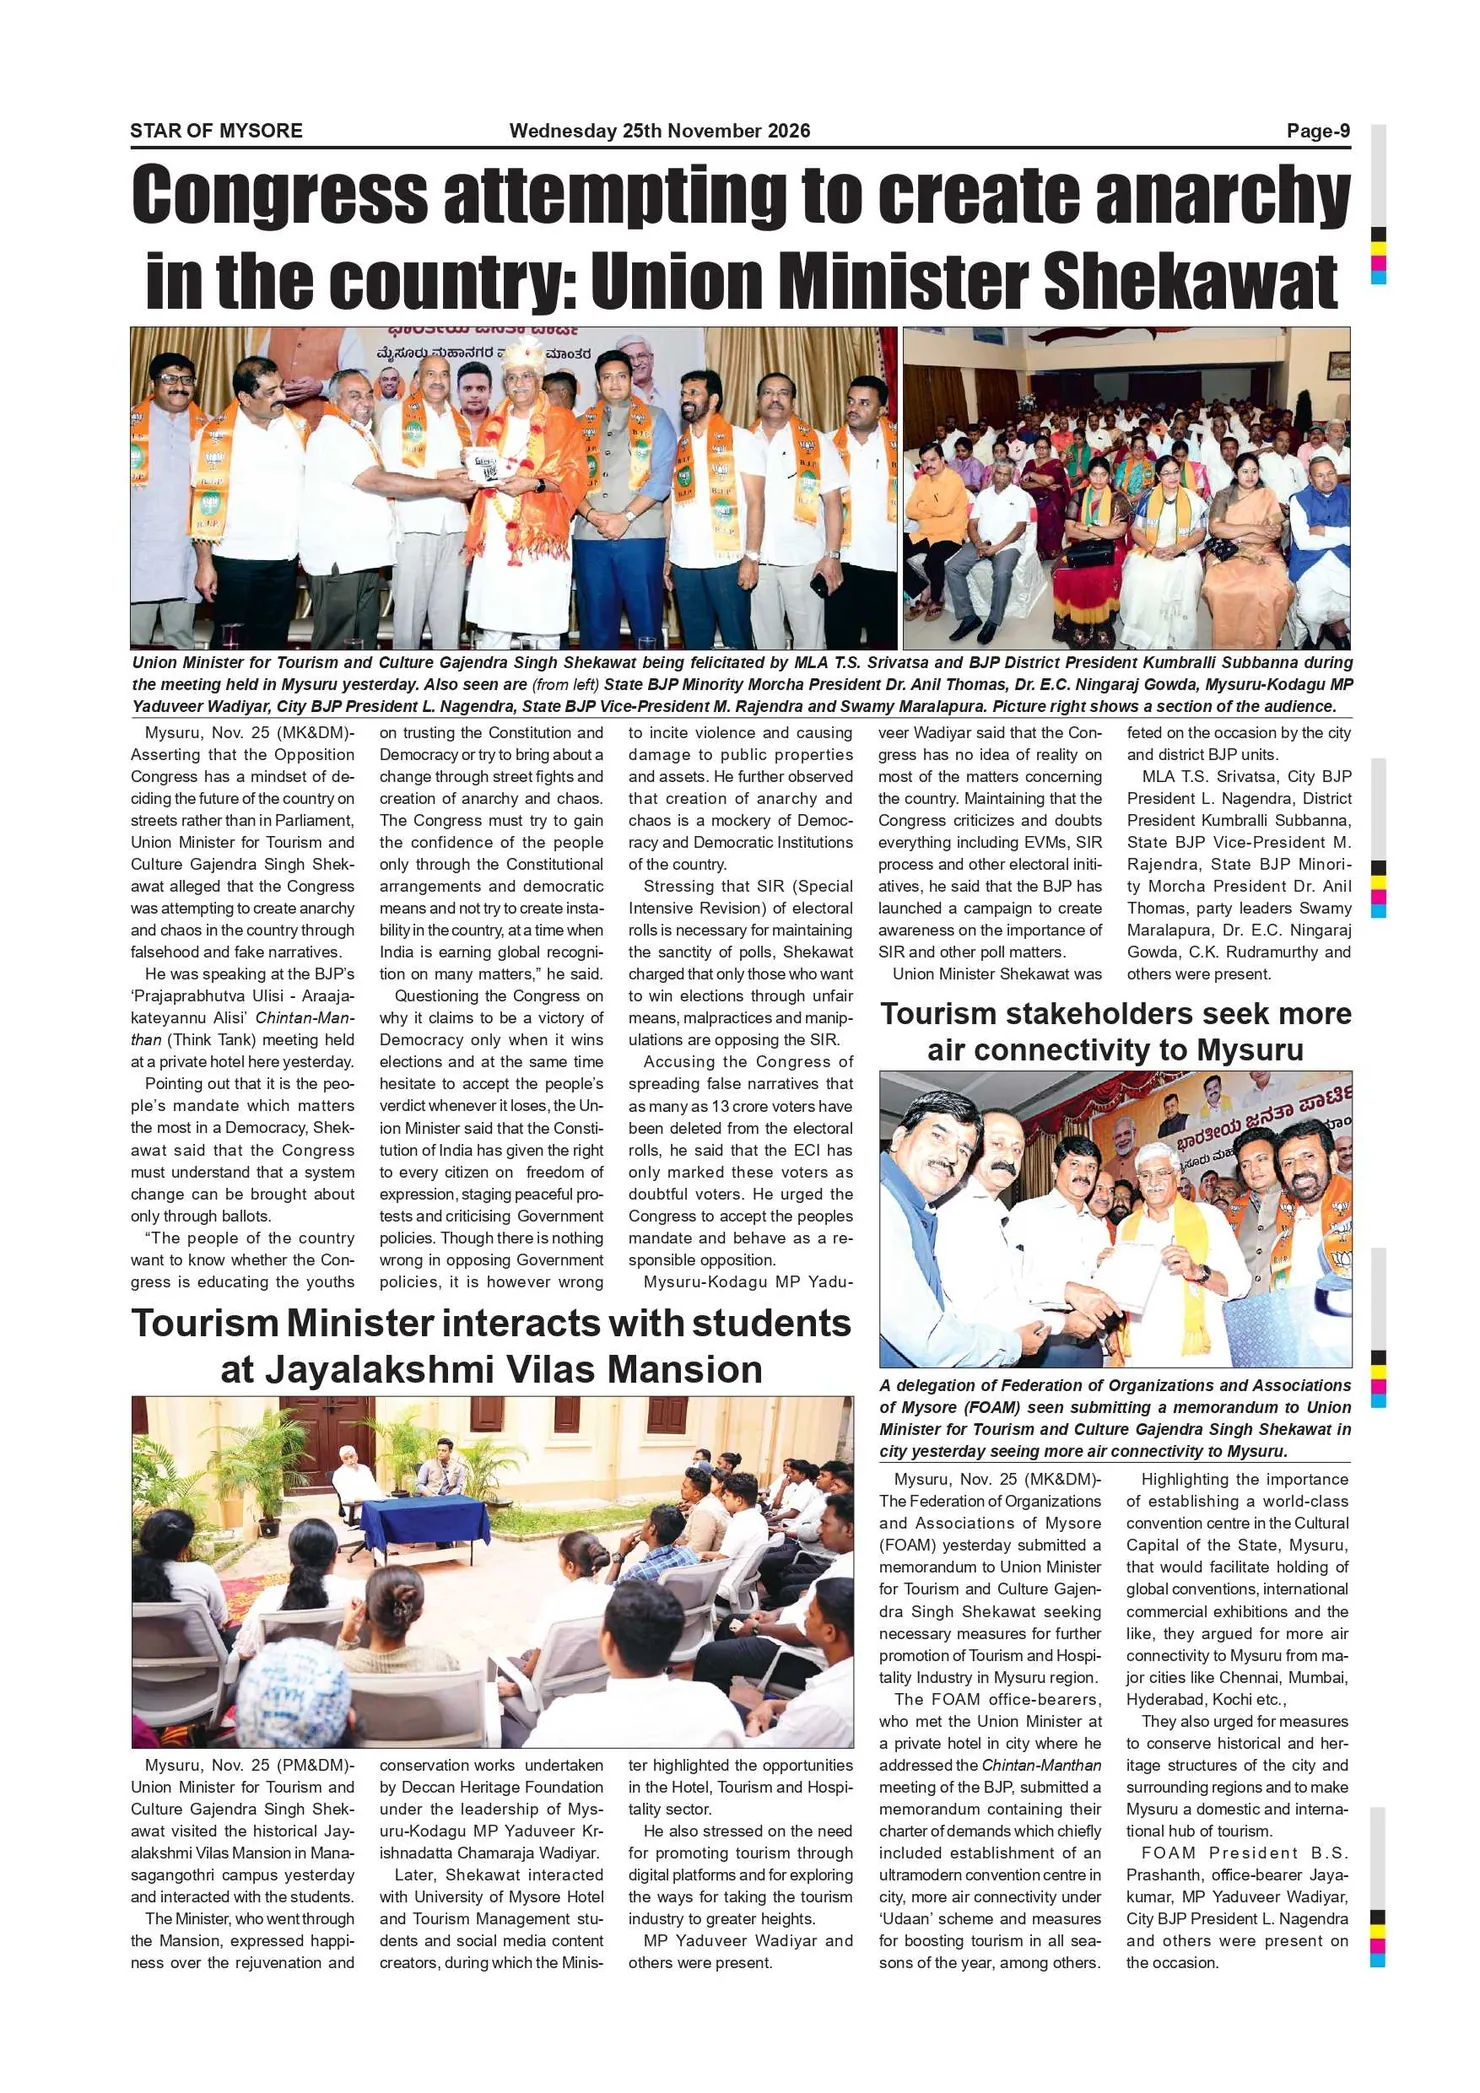 STAR OF MYSORE
Wednesday 25th November 2026
Page-9
Congress attempting to create anarchy
in the country: Union Minister Shekawat
ಭಾರತೀಯ ಜನತಾ ಪಾರ್ಟಿ
ಮೈಸೂರು ಮಹಾನಗರ
ಮಾಂತರ
BJP
B.J.P.
Union Minister for Tourism and Culture Gajendra Singh Shekawat being felicitated by MLA T.S. Srivatsa and BJP District President Kumbralli Subbanna during
the meeting held in Mysuru yesterday. Also seen are (from left) State BJP Minority Morcha President Dr. Anil Thomas, Dr. E.C. Ningaraj Gowda, Mysuru-Kodagu MP
Yaduveer Wadiyar, City BJP President L. Nagendra, State BJP Vice-President M. Rajendra and Swamy Maralapura. Picture right shows a section of the audience.
Mysuru, Nov. 25 (MK&DM)-
Asserting that the Opposition
Congress has a mindset of de-
ciding the future of the country on
streets rather than in Parliament,
Union Minister for Tourism and
Culture Gajendra Singh Shek-
awat alleged that the Congress
was attempting to create anarchy
and chaos in the country through
falsehood and fake narratives.
He was speaking at the BJP's
‘Prajaprabhutva Ulisi - Araaja-
kateyannu Alisi’ Chintan-Man-
than (Think Tank) meeting held
at a private hotel here yesterday.
Pointing out that it is the peo-
ple’s mandate which matters
the most in a Democracy, Shek-
awat said that the Congress
must understand that a system
change can be brought about
only through ballots.
“The people of the country
want to know whether the Con-
gress is educating the youths
on trusting the Constitution and
Democracy or try to bring about a
change through street fights and
creation of anarchy and chaos.
The Congress must try to gain
the confidence of the people
only through the Constitutional
arrangements and democratic
means and not try to create insta-
bility in the country, at a time when
India is earning global recogni-
tion on many matters,” he said.
Questioning the Congress on
why it claims to be a victory of
Democracy only when it wins
elections and at the same time
hesitate to accept the people’s
verdict whenever it loses, the Un-
ion Minister said that the Consti-
tution of India has given the right
to every citizen on freedom of
expression, staging peaceful pro-
tests and criticising Government
policies. Though there is nothing
wrong in opposing Government
policies, it is however wrong
to incite violence and causing
damage to public properties
and assets. He further observed
that creation of anarchy and
chaos is a mockery of Democ-
racy and Democratic Institutions
of the country.
Stressing that SIR (Special
Intensive Revision) of electoral
rolls is necessary for maintaining
the sanctity of polls, Shekawat
charged that only those who want
to win elections through unfair
means, malpractices and manip-
ulations are opposing the SIR.
Accusing the Congress of
spreading false narratives that
as many as 13 crore voters have
been deleted from the electoral
rolls, he said that the ECI has
only marked these voters as
doubtful voters. He urged the
Congress to accept the peoples
mandate and behave as a re-
sponsible opposition.
Mysuru-Kodagu MP Yadu-
veer Wadiyar said that the Con-
gress has no idea of reality on
most of the matters concerning
the country. Maintaining that the
Congress criticizes and doubts
everything including EVMs, SIR
process and other electoral initi-
atives, he said that the BJP has
launched a campaign to create
awareness on the importance of
SIR and other poll matters.
Union Minister Shekawat was
feted on the occasion by the city
and district BJP units.
MLA T.S. Srivatsa, City BJP
President L. Nagendra, District
President Kumbralli Subbanna,
State BJP Vice-President M.
Rajendra, State BJP Minori-
ty Morcha President Dr. Anil
Thomas, party leaders Swamy
Maralapura, Dr. E.C. Ningaraj
Gowda, C.K. Rudramurthy and
others were present.
Tourism Minister interacts with students
at Jayalakshmi Vilas Mansion
Mysuru, Nov. 25 (PM&DM)-
Union Minister for Tourism and
Culture Gajendra Singh Shek-
awat visited the historical Jay-
alakshmi Vilas Mansion in Mana-
sagangothri campus yesterday
and interacted with the students.
The Minister, who went through
the Mansion, expressed happi-
ness over the rejuvenation and
conservation works undertaken
by Deccan Heritage Foundation
under the leadership of Mys-
uru-Kodagu MP Yaduveer Kr-
ishnadatta Chamaraja Wadiyar.
Later, Shekawat interacted
with University of Mysore Hotel
and Tourism Management stu-
dents and social media content
creators, during which the Minis-
ter highlighted the opportunities
in the Hotel, Tourism and Hospi-
tality sector.
He also stressed on the need
for promoting tourism through
digital platforms and for exploring
the ways for taking the tourism
industry to greater heights.
MP Yaduveer Wadiyar and
others were present.
Tourism stakeholders seek more
air connectivity to Mysuru
ಭಾರತೀಯ ಜನತಾ ಪಾರ್ಟಿ
ಮೈಸೂರು
A delegation of Federation of Organizations and Associations
of Mysore (FOAM) seen submitting a memorandum to Union
Minister for Tourism and Culture Gajendra Singh Shekawat in
city yesterday seeing more air connectivity to Mysuru.
Mysuru, Nov. 25 (MK&DM)-
The Federation of Organizations
and Associations of Mysore
(FOAM) yesterday submitted a
memorandum to Union Minister
for Tourism and Culture Gajen-
dra Singh Shekawat seeking
necessary measures for further
promotion of Tourism and Hospi-
tality Industry in Mysuru region.
The FOAM office-bearers,
who met the Union Minister at
a private hotel in city where he
addressed the Chintan-Manthan
meeting of the BJP, submitted a
memorandum containing their
charter of demands which chiefly
included establishment of an
ultramodern convention centre in
city, more air connectivity under
‘Udaan’ scheme and measures
for boosting tourism in all sea-
sons of the year, among others.
Highlighting the importance
of establishing a world-class
convention centre in the Cultural
Capital of the State, Mysuru,
that would facilitate holding of
global conventions, international
commercial exhibitions and the
like, they argued for more air
connectivity to Mysuru from ma-
jor cities like Chennai, Mumbai,
Hyderabad, Kochi etc.,
They also urged for measures
to conserve historical and her-
itage structures of the city and
surrounding regions and to make
Mysuru a domestic and interna-
tional hub of tourism.
FOAM President B.S.
Prashanth, office-bearer Jaya-
kumar, MP Yaduveer Wadiyar,
City BJP President L. Nagendra
and others were present on
the occasion.